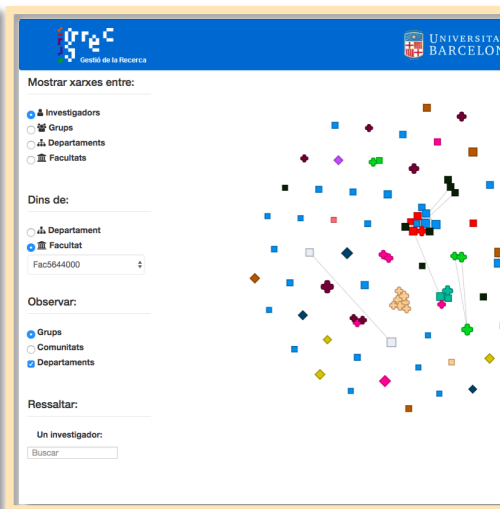 grec
Gestió de la Recerca
UNIVERSITA
BARCELON
Mostrar xarxes entre:
Investigadors
Grups
Departaments
Facultats
Dins de:
Departament
Facultat
Fac5644000
Observar:
Grups
Comunitats
Departaments
Ressaltar:
Un investigador:
Buscar